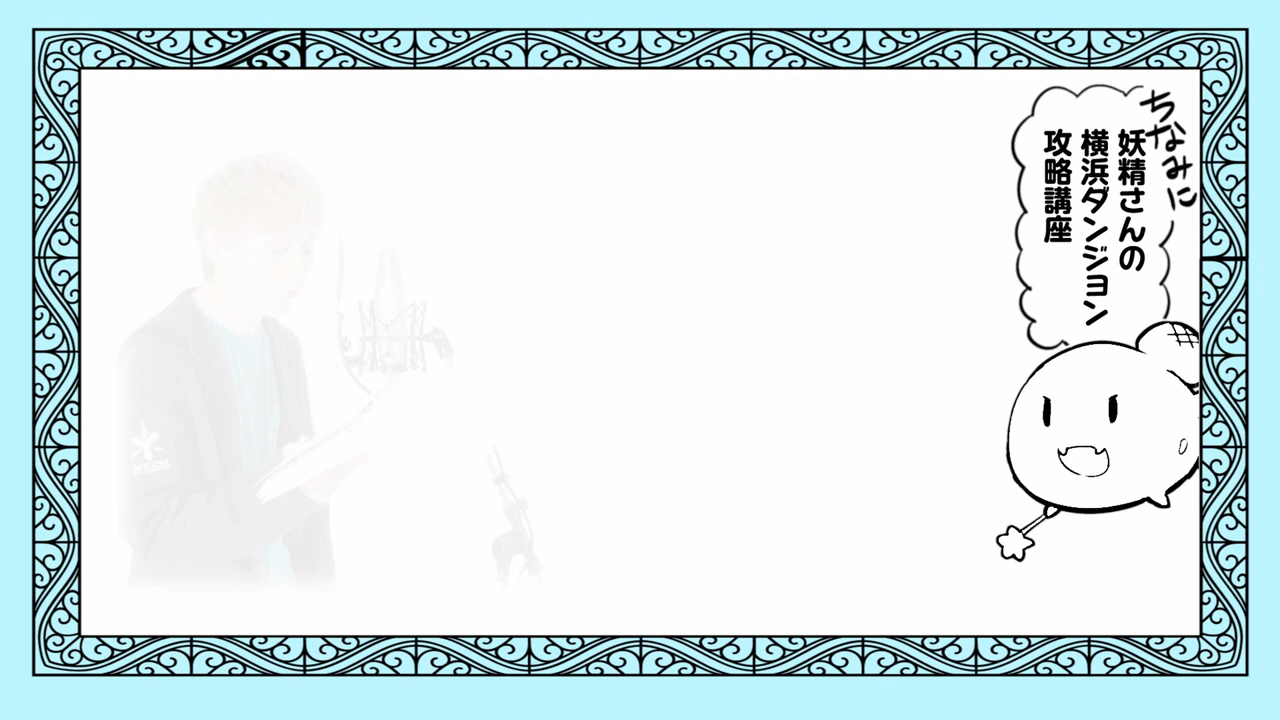 ちなみに
妖精さんの
横浜ダンジョン
攻略講座